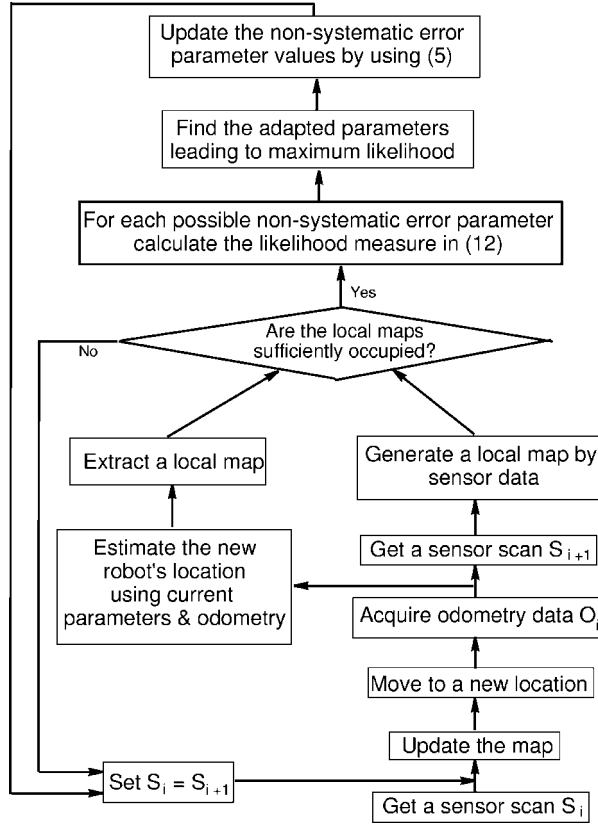 Update the non-systematic error
parameter values by using (5)
Find the adapted parameters
leading to maximum likelihood
For each possible non-systematic error parameter
calculate the likelihood measure in (12)
Yes
Are the local maps
sufficiently occupied?
No
Extract a local map
Generate a local map by
sensor data
Estimate the new
robot's location
using current
parameters & odometry
Get a sensor scan S i+1
Acquire odometry data O i
Move to a new location
Update the map
Set S i = S i+1
Get a sensor scan S i